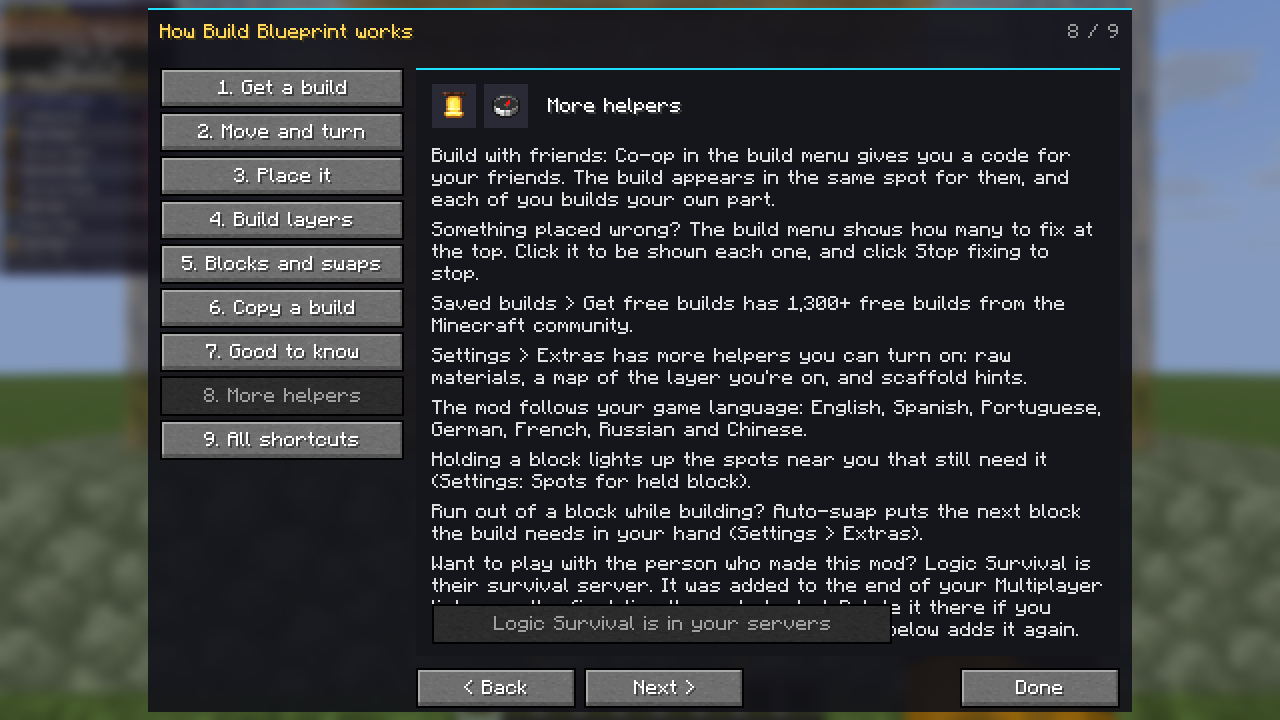 How Build Blueprint works
8 / 9
1. Get a build
2. Move and turn
3. Place it
4. Build layers
5. Blocks and swaps
6. Copy a build
7. Good to know
8. More helpers
9. All shortcuts
More helpers
Build with friends: Co-op in the build menu gives you a code for
your friends. The build appears in the same spot for them, and
each of you builds your own part.
Something placed wrong? The build menu shows how many to fix at
the top. Click it to be shown each one, and click Stop fixing to
stop.
Saved builds > Get free builds has 1,300+ free builds from the
Minecraft community.
Settings > Extras has more helpers you can turn on: raw
materials, a map of the layer you're on, and scaffold hints.
The mod follows your game language: English, Spanish, Portuguese,
German, French, Russian and Chinese.
Holding a block lights up the spots near you that still need it
(Settings: Spots for held block).
Run out of a block while building? Auto-swap puts the next block
the build needs in your hand (Settings > Extras).
Want to play with the person who made this mod? Logic Survival is
their survival server. It was added to the end of your Multiplayer
it there if you
below adds it again.
Logic Survival is in your servers
< Back
Next >
Done